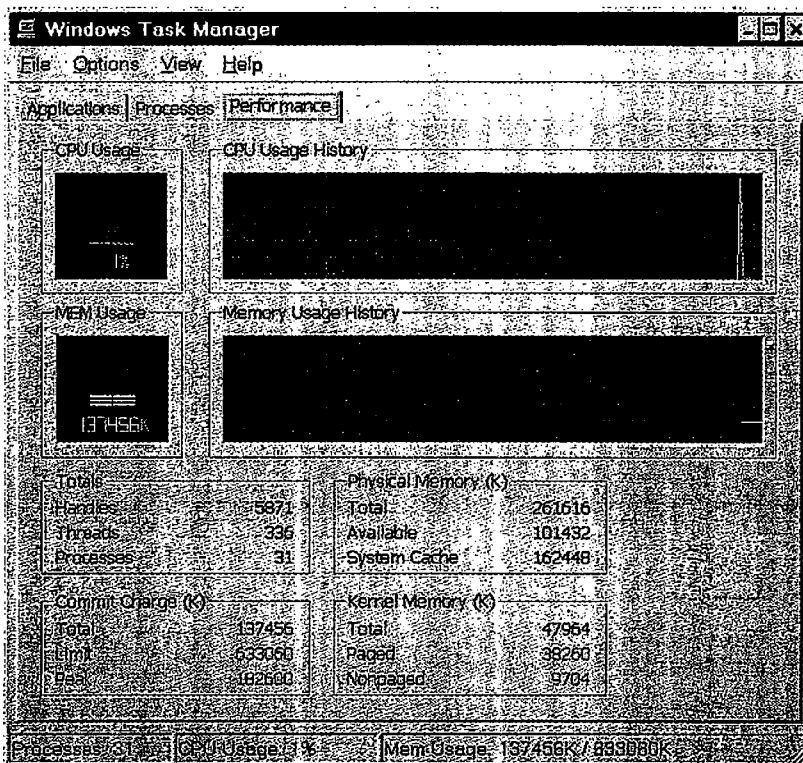 Windows Task Manager
File Options View Help
Applications Processes Performance
CPU Usage
CPU Usage History
1%
MEM Usage
Memory Usage History
137456K
Totals
Handles 5871
Threads 336
Processes 31
Physical Memory (K)
Total 261616
Available 101432
System Cache 162448
Commit Charge (K)
Total 137456
Limit
Peak 182600
Kernel Memory (K)
Total 47964
Paged 38260
Nonpaged 9704
Processes: 31 CPU Usage: 1% Mem Usage: 137456K /